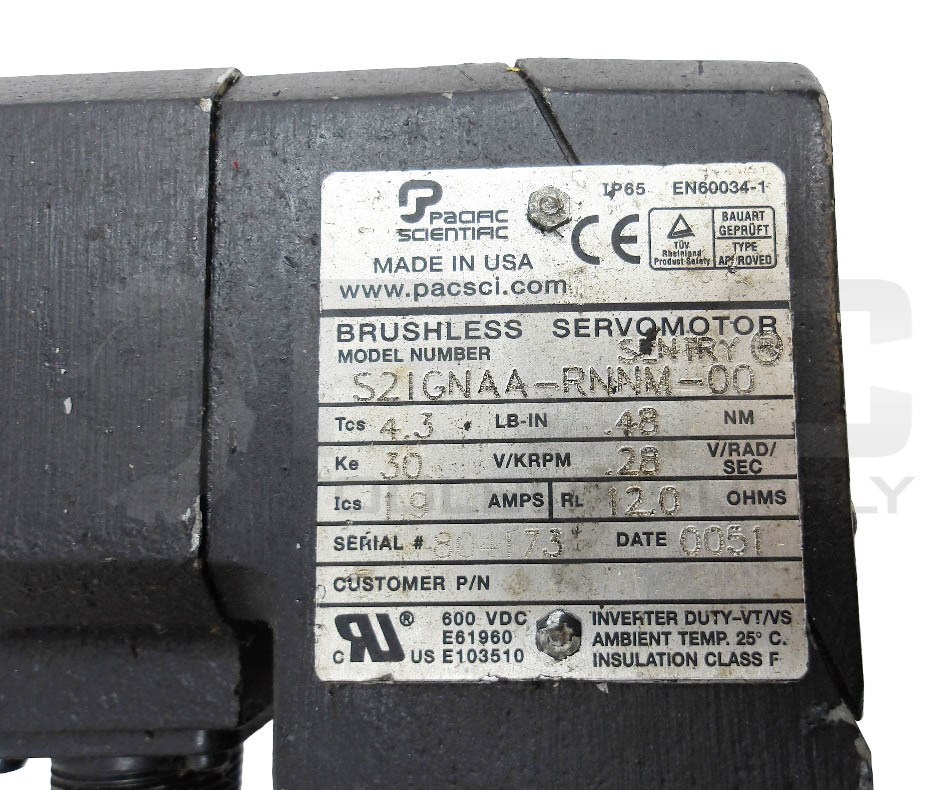 PACIFIC
SCIENTIFIC
IP65 EN60034-1
CE
TÜV
Rheinland
Product Safety
BAUART
GEPRÜFT
TYPE
APPROVED
MADE IN USA
www.pacsci.com
BRUSHLESS SERVOMOTOR
MODEL NUMBER SENTRY ®
S21GNAA-RNNM-00
Tcs 4.3 LB-IN .48 NM
Ke 30 V/KRPM .28 V/RAD/SEC
Ics 1.9 AMPS RL 12.0 OHMS
SERIAL # 80-173 DATE 0051
CUSTOMER P/N
c UR US ®
600 VDC
E61960
E103510
INVERTER DUTY-VT/VS
AMBIENT TEMP. 25° C.
INSULATION CLASS F